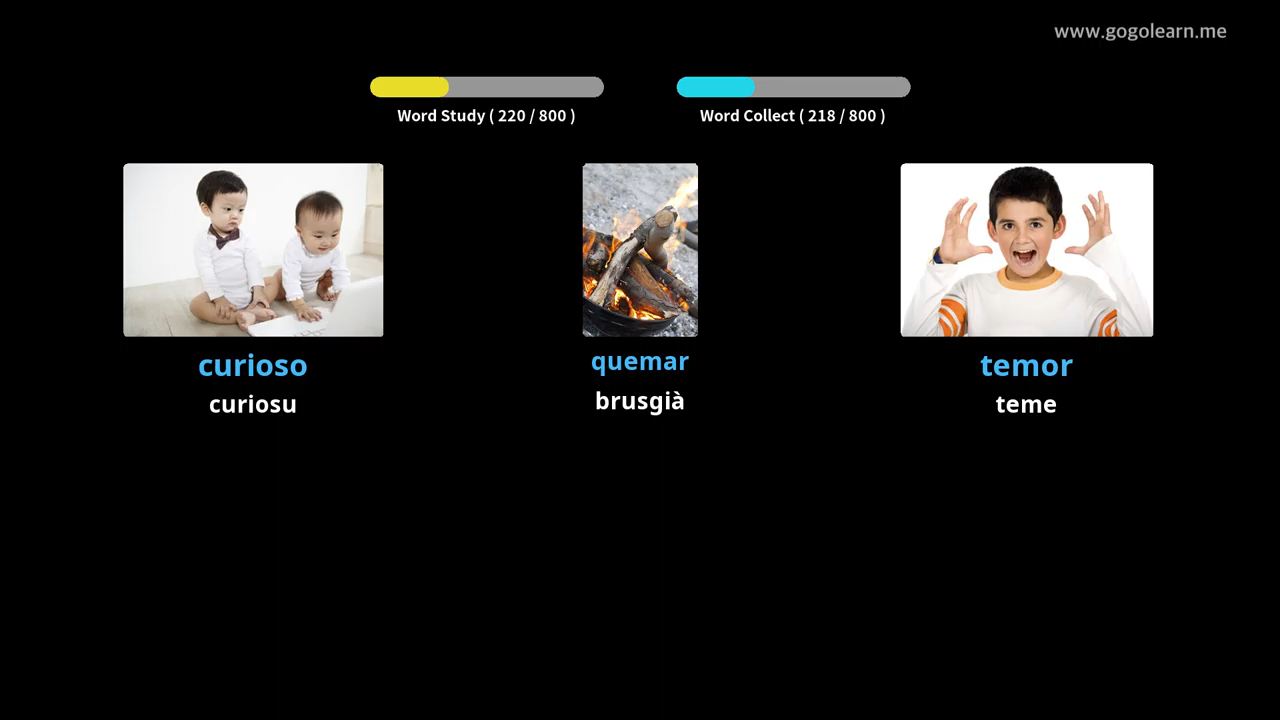 www.gogolearn.me
Word Study ( 220 / 800 )
Word Collect ( 218 / 800 )
curioso
curiosu
quemar
brusgià
temor
teme